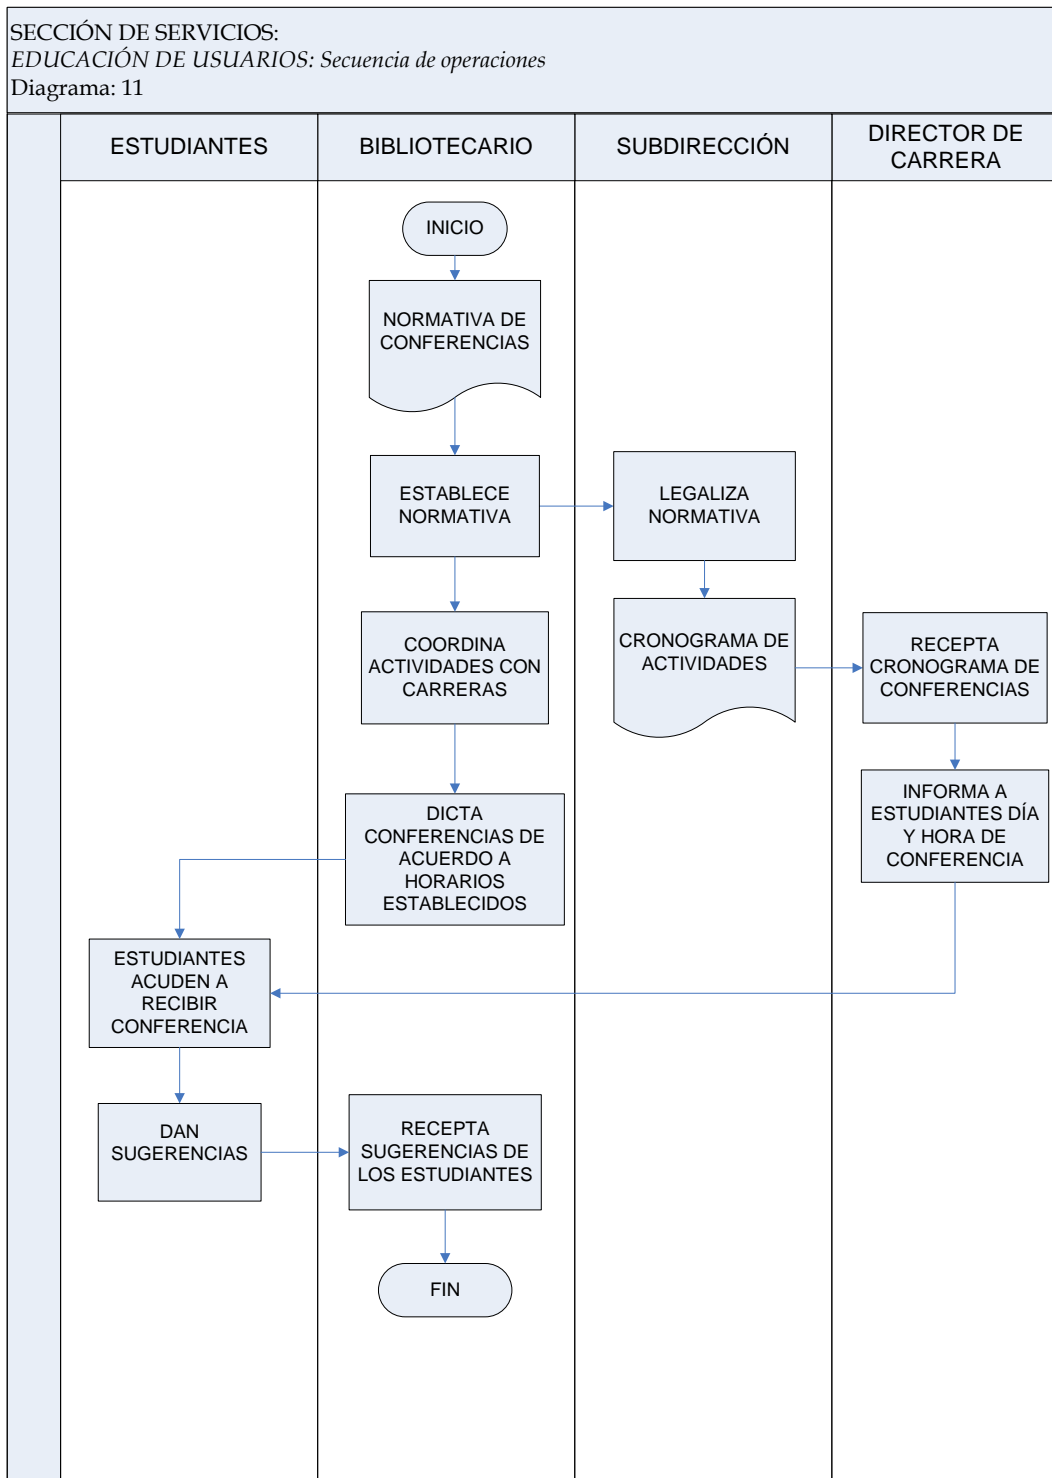 SECCIÓN DE SERVICIOS:
EDUCACIÓN DE USUARIOS: Secuencia de operaciones
Diagrama: 11
ESTUDIANTES
BIBLIOTECARIO
SUBDIRECCIÓN
DIRECTOR DE
CARRERA
INICIO
NORMATIVA DE
CONFERENCIAS
ESTABLECE
NORMATIVA
LEGALIZA
NORMATIVA
COORDINA
ACTIVIDADES CON
CARRERAS
CRONOGRAMA DE
ACTIVIDADES
RECEPTA
CRONOGRAMA DE
CONFERENCIAS
DICTA
CONFERENCIAS DE
ACUERDO A
HORARIOS
ESTABLECIDOS
INFORMA A
ESTUDIANTES DÍA
Y HORA DE
CONFERENCIA
ESTUDIANTES
ACUDEN A
RECIBIR
CONFERENCIA
DAN
SUGERENCIAS
RECEPTA
SUGERENCIAS DE
LOS ESTUDIANTES
FIN